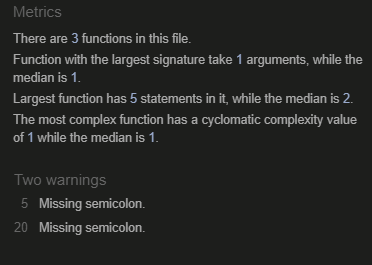 Metrics
There are 3 functions in this file.
Function with the largest signature take 1 arguments, while the
median is 1.
Largest function has 5 statements in it, while the median is 2.
The most complex function has a cyclomatic complexity value
of 1 while the median is 1.
Two warnings
5 Missing semicolon.
20 Missing semicolon.